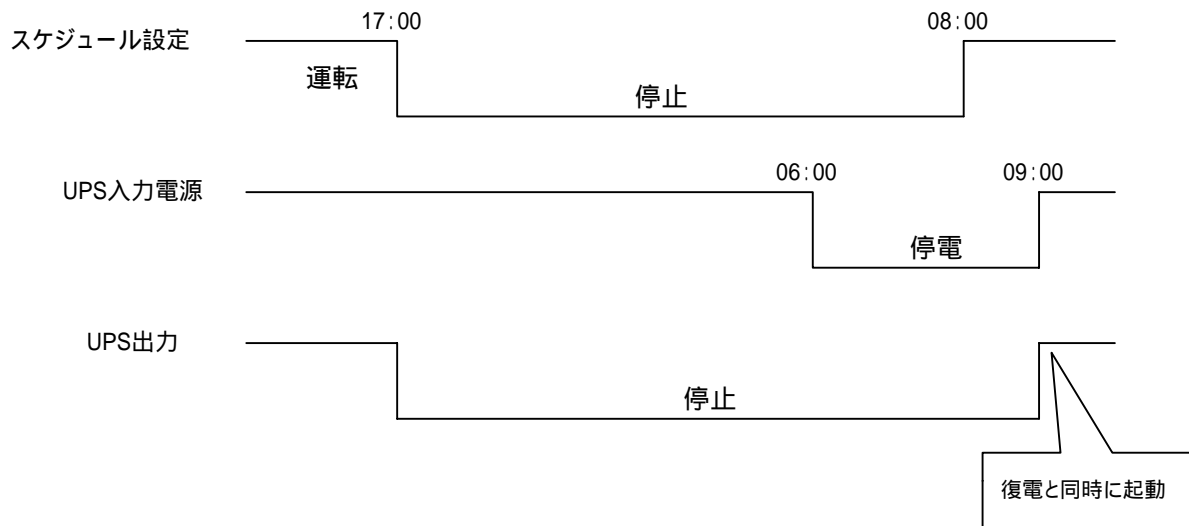 17:00 08:00
スケジュール設定
運転
停止
06:00 09:00
UPS入力電源
停電
UPS出力
停止
復電と同時に起動